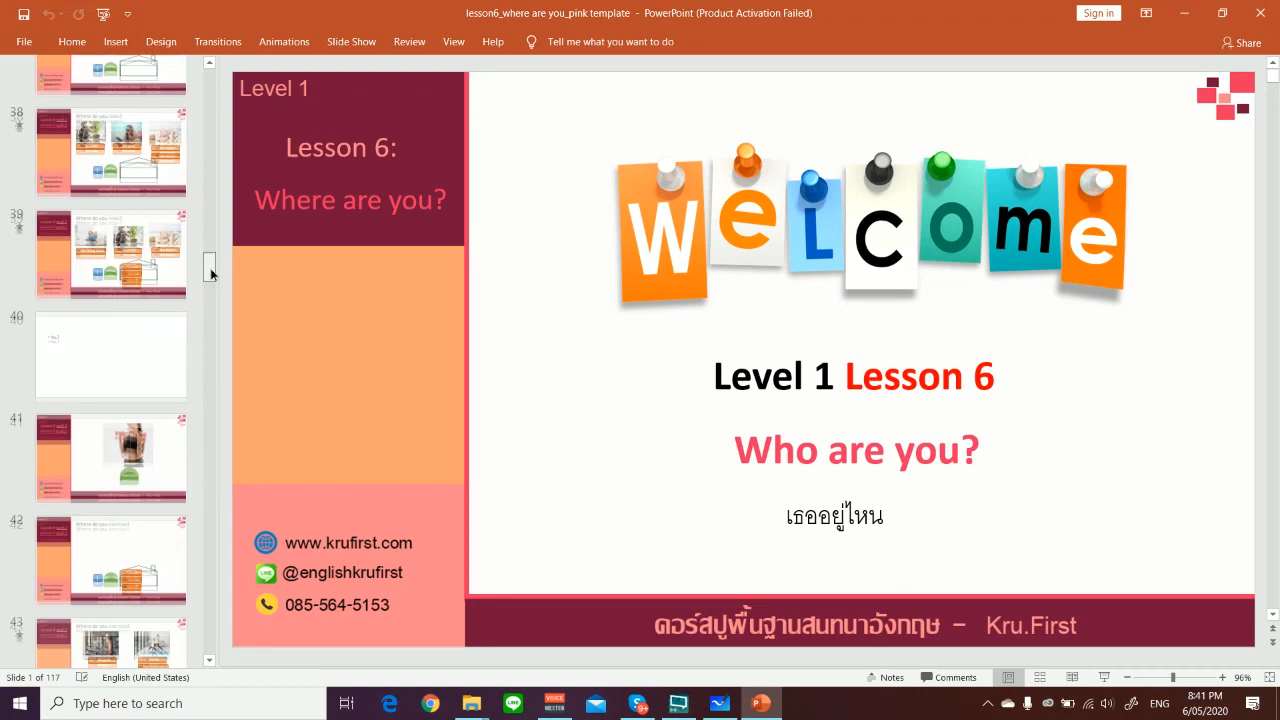 lesson6_where are you_pink template - PowerPoint (Product Activation Failed)
Sign in
File Home Insert Design Transitions Animations Slide Show Review View Help Tell me what you want to do
Share
38
39
40
41
42
43
Level 1
Lesson 6:
Where are you?
WeLcome
Level 1 Lesson 6
Who are you?
เธออยู่ไหน
www.krufirst.com
@englishkrufirst
085-564-5153
คอร์สปูพื้นฐานสนทนาอังกฤษ - Kru.First
Slide 1 of 117
English (United States)
Notes
Comments
96%
Type here to search
8:41 PM
6/05/2020